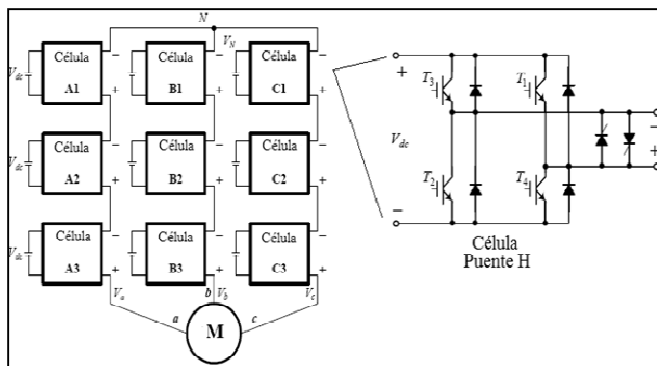 N
V_N
Célula
A1
Célula
B1
Célula
C1
V_dc
− − −
+ + +
Célula
A2
Célula
B2
Célula
C2
V_dc
− − −
+ + +
Célula
A3
Célula
B3
Célula
C3
V_dc
− − −
+ + +
V_a
b V_b
V_c
a
c
M
+
V_dc
−
T_3
T_1
T_2
T_4
−
+
Célula
Puente H